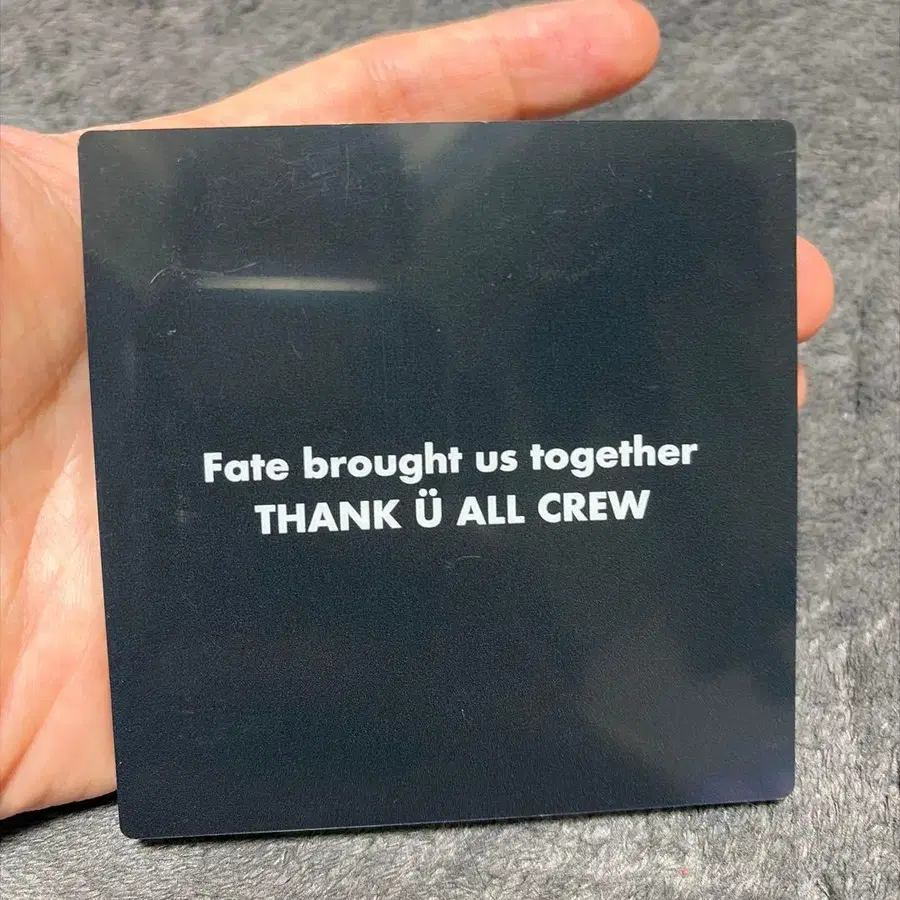 Fate brought us together
THANK Ü ALL CREW